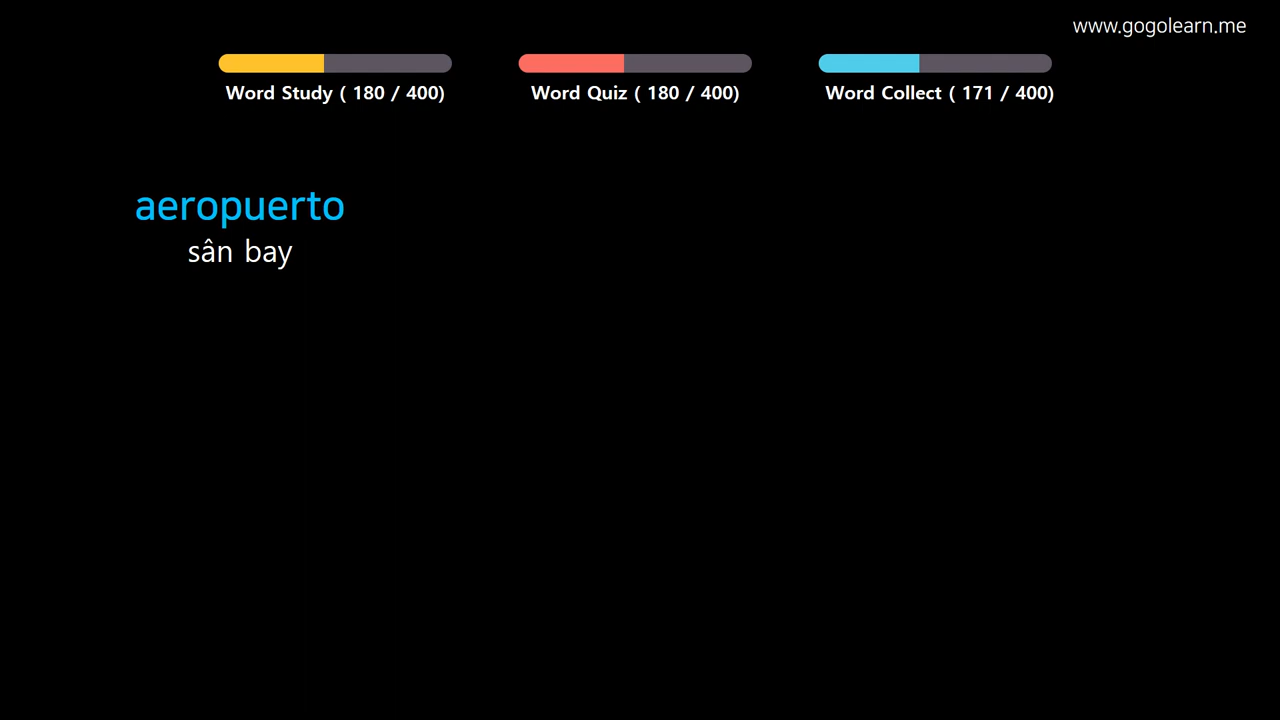 www.gogolearn.me
Word Study ( 180 / 400) Word Quiz ( 180 / 400) Word Collect ( 171 / 400)
aeropuerto
sân bay